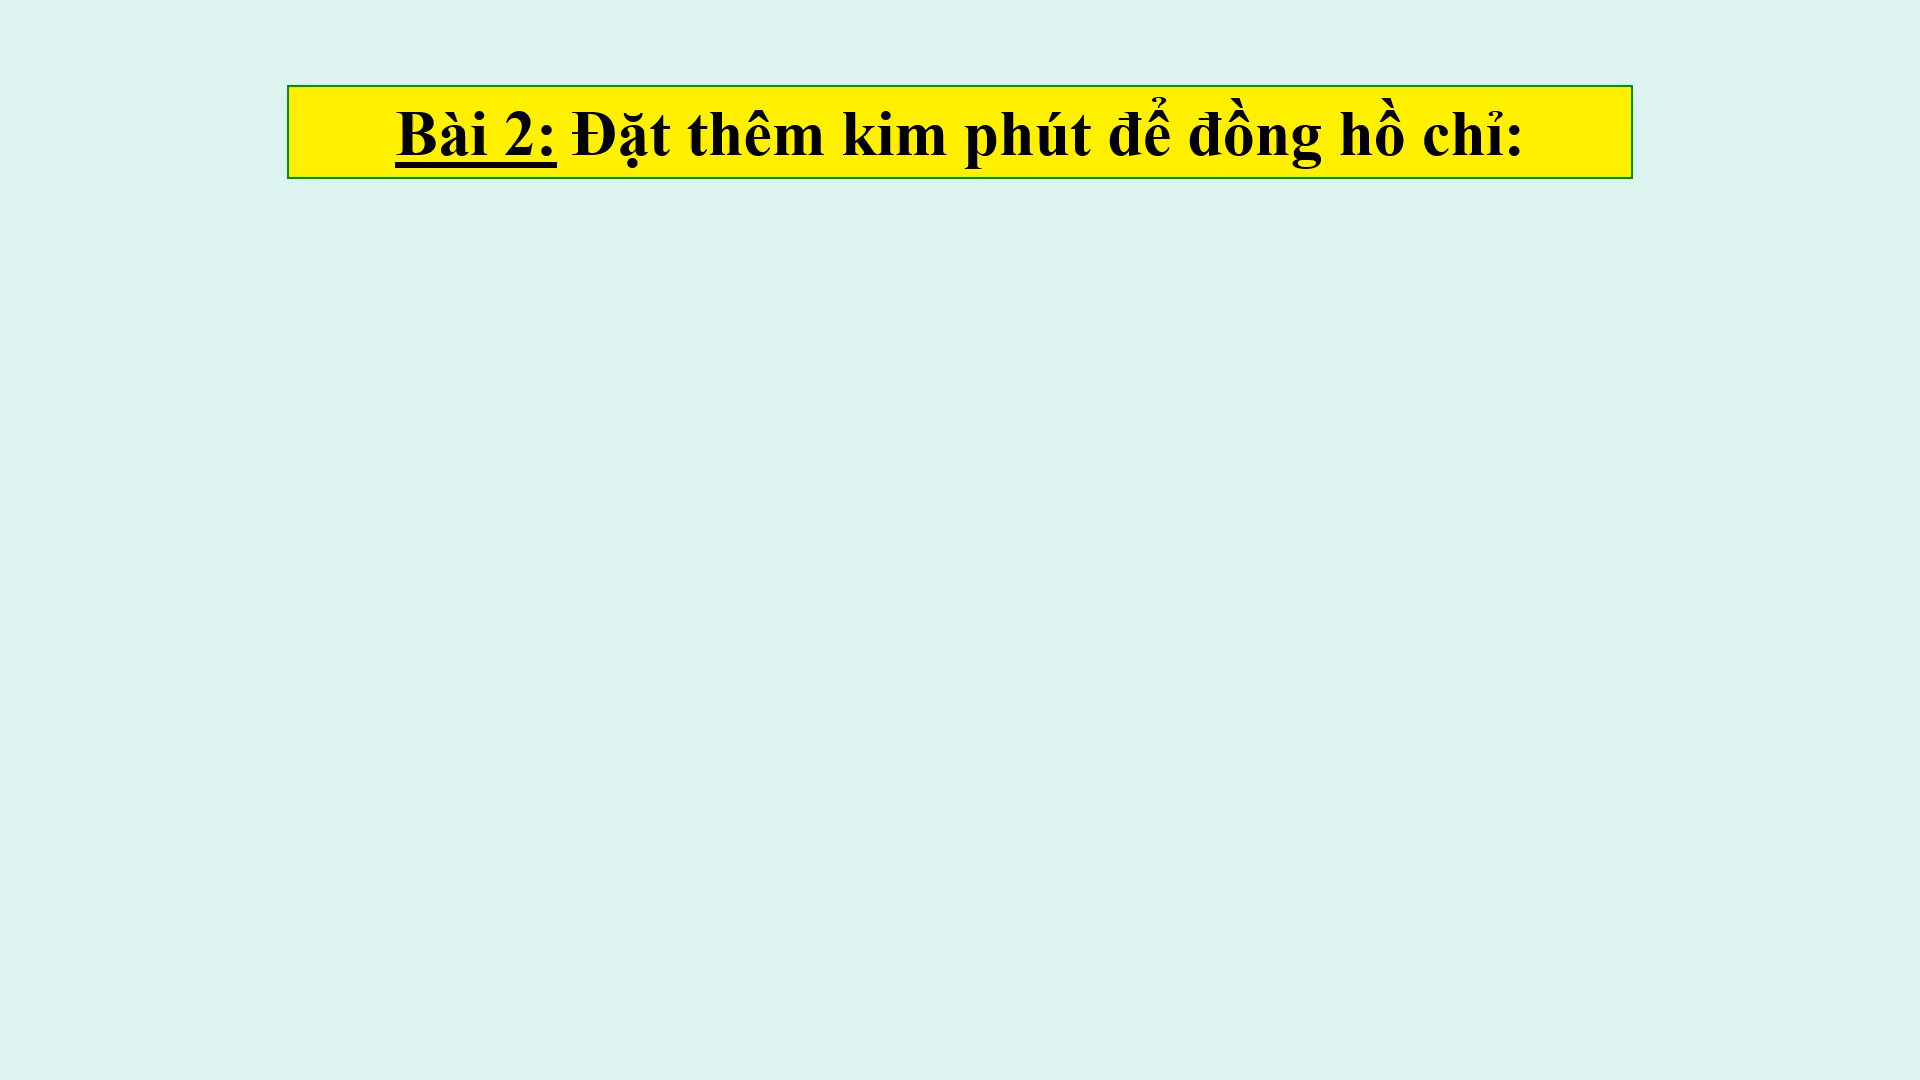 Bài 2: Đặt thêm kim phút để đồng hồ chỉ: